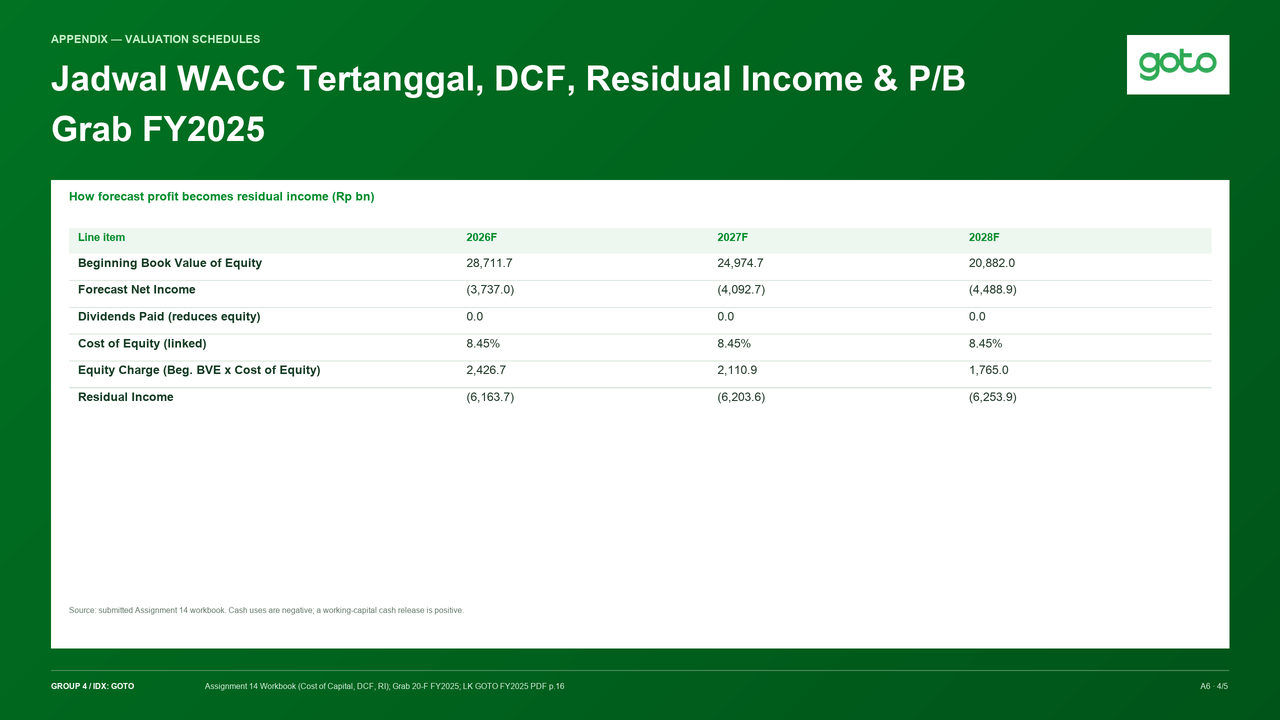 APPENDIX — VALUATION SCHEDULES
goto
Jadwal WACC Tertanggal, DCF, Residual Income & P/B
Grab FY2025
How forecast profit becomes residual income (Rp bn)
Line item 2026F 2027F 2028F
Beginning Book Value of Equity 28,711.7 24,974.7 20,882.0
Forecast Net Income (3,737.0) (4,092.7) (4,488.9)
Dividends Paid (reduces equity) 0.0 0.0 0.0
Cost of Equity (linked) 8.45% 8.45% 8.45%
Equity Charge (Beg. BVE x Cost of Equity) 2,426.7 2,110.9 1,765.0
Residual Income (6,163.7) (6,203.6) (6,253.9)
Source: submitted Assignment 14 workbook. Cash uses are negative; a working-capital cash release is positive.
GROUP 4 / IDX: GOTO Assignment 14 Workbook (Cost of Capital, DCF, RI); Grab 20-F FY2025; LK GOTO FY2025 PDF p.16 A6 · 4/5